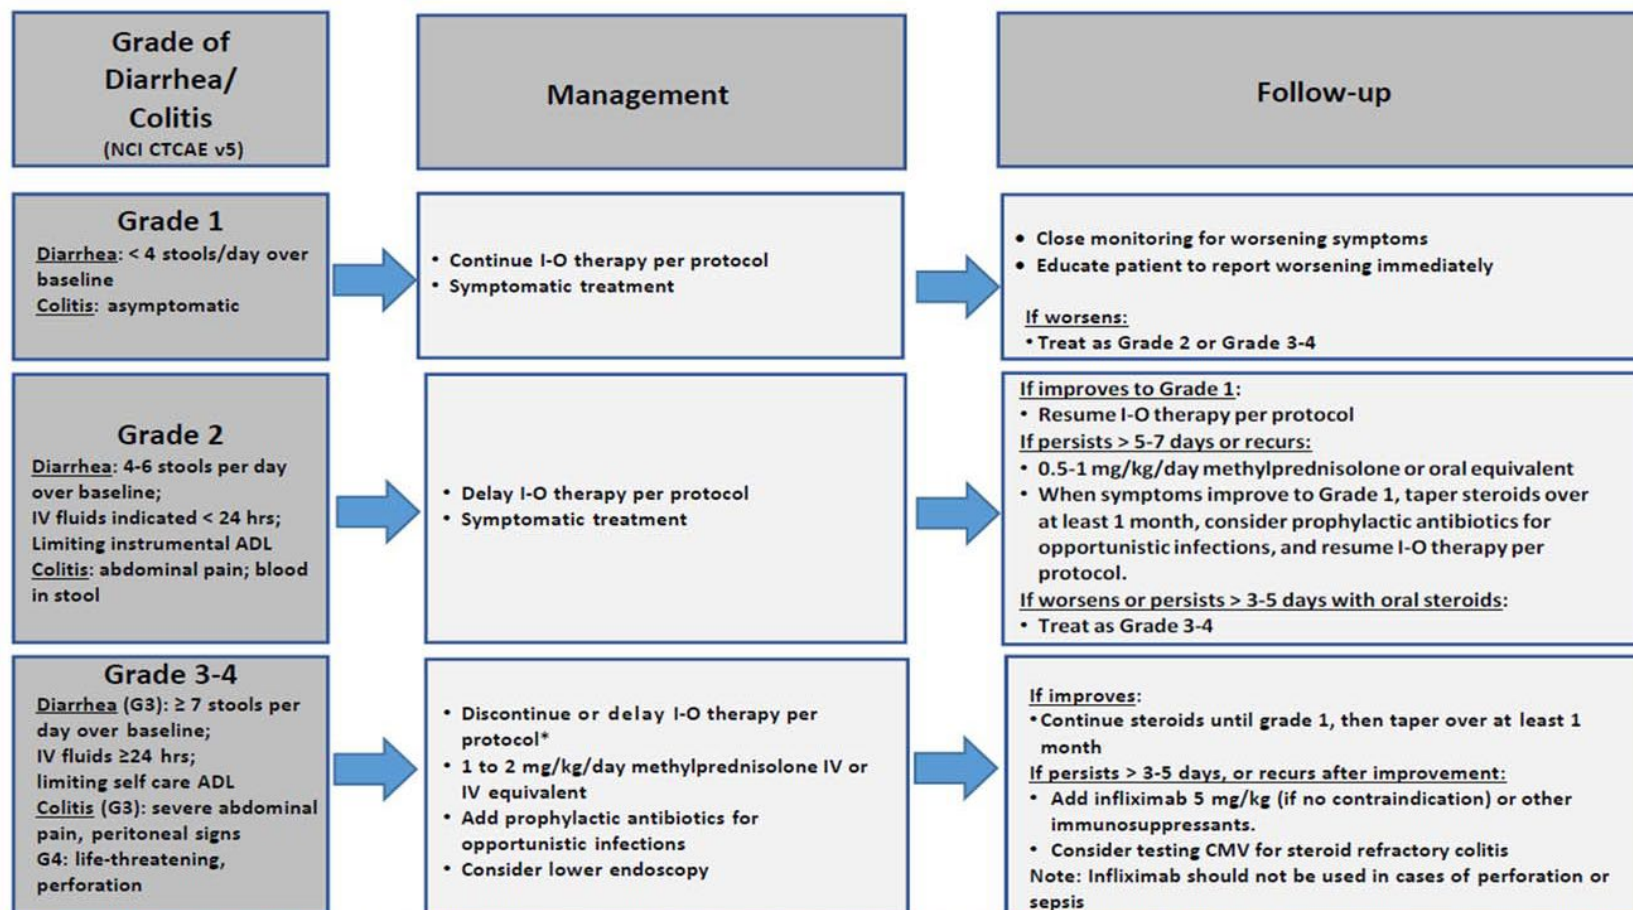 Grade of
Diarrhea/
Colitis
(NCI CTCAE v5)
Management
Follow-up
Grade 1
Diarrhea: < 4 stools/day over
baseline
Colitis: asymptomatic
• Continue I-O therapy per protocol
• Symptomatic treatment
• Close monitoring for worsening symptoms
• Educate patient to report worsening immediately
If worsens:
• Treat as Grade 2 or Grade 3-4
Grade 2
Diarrhea: 4-6 stools per day
over baseline;
IV fluids indicated < 24 hrs;
Limiting instrumental ADL
Colitis: abdominal pain; blood
in stool
• Delay I-O therapy per protocol
• Symptomatic treatment
If improves to Grade 1:
• Resume I-O therapy per protocol
If persists > 5-7 days or recurs:
• 0.5-1 mg/kg/day methylprednisolone or oral equivalent
• When symptoms improve to Grade 1, taper steroids over
at least 1 month, consider prophylactic antibiotics for
opportunistic infections, and resume I-O therapy per
protocol.
If worsens or persists > 3-5 days with oral steroids:
• Treat as Grade 3-4
Grade 3-4
Diarrhea (G3): ≥ 7 stools per
day over baseline;
IV fluids ≥24 hrs;
limiting self care ADL
Colitis (G3): severe abdominal
pain, peritoneal signs
G4: life-threatening,
perforation
• Discontinue or delay I-O therapy per
protocol*
• 1 to 2 mg/kg/day methylprednisolone IV or
IV equivalent
• Add prophylactic antibiotics for
opportunistic infections
• Consider lower endoscopy
If improves:
• Continue steroids until grade 1, then taper over at least 1
month
If persists > 3-5 days, or recurs after improvement:
• Add infliximab 5 mg/kg (if no contraindication) or other
immunosuppressants.
• Consider testing CMV for steroid refractory colitis
Note: Infliximab should not be used in cases of perforation or
sepsis